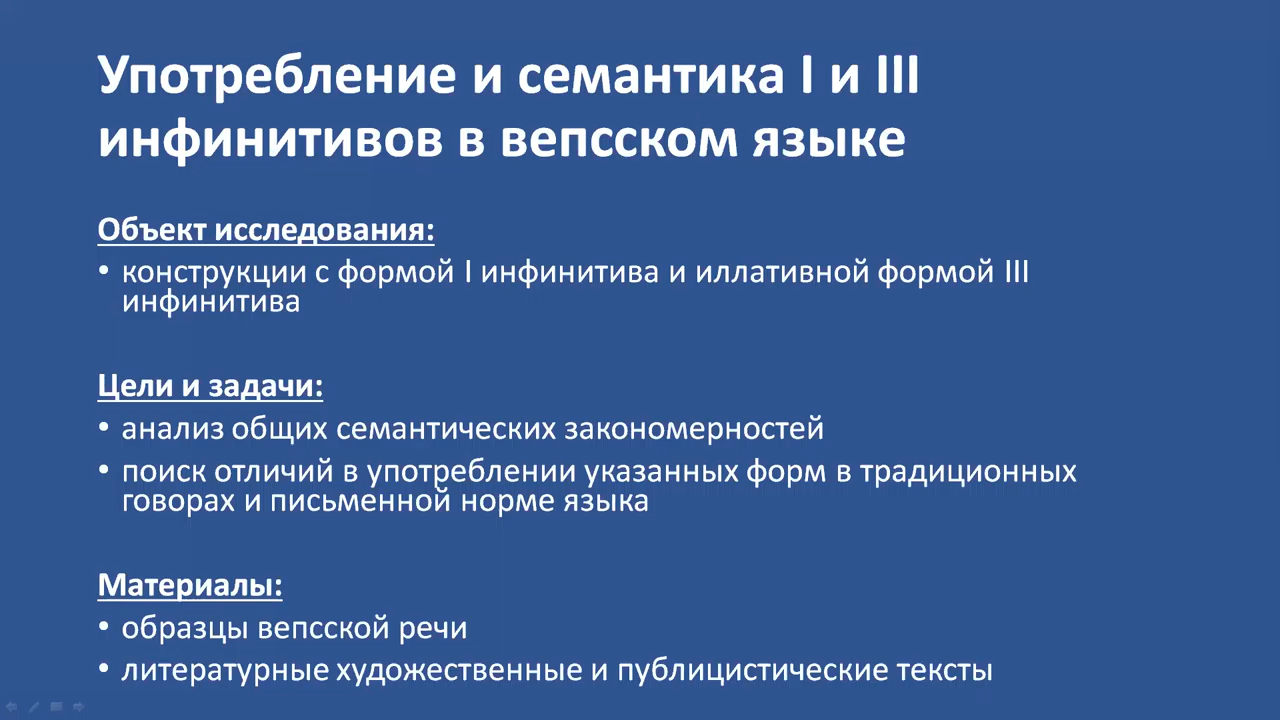 Употребление и семантика I и III
инфинитивов в вепсском языке
Объект исследования:
• конструкции с формой I инфинитива и иллативной формой III
инфинитива
Цели и задачи:
• анализ общих семантических закономерностей
• поиск отличий в употреблении указанных форм в традиционных
говорах и письменной норме языка
Материалы:
• образцы вепсской речи
• литературные художественные и публицистические тексты